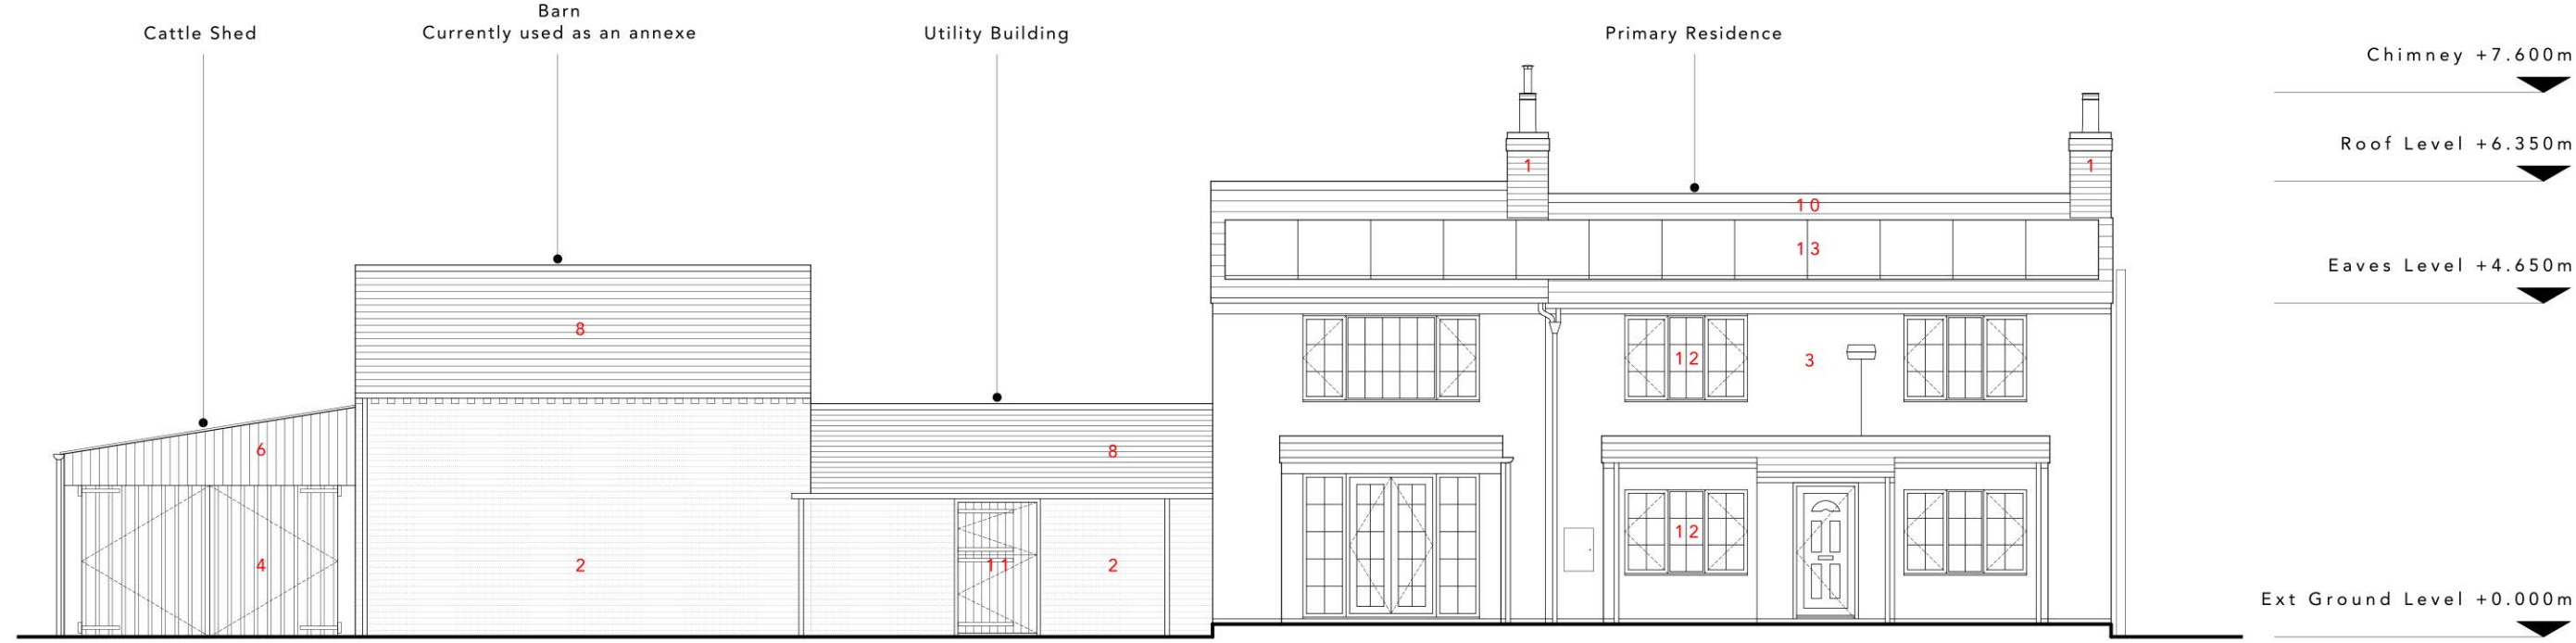 Barn
Cattle Shed
Currently used as an annexe
Utility Building
Primary Residence
Chimney +7.600m
Roof Level +6.350m
Eaves Level +4.650m
Ext Ground Level +0.000m
1
1
10
13
8
12
3
6
8
12
4
2
11
2